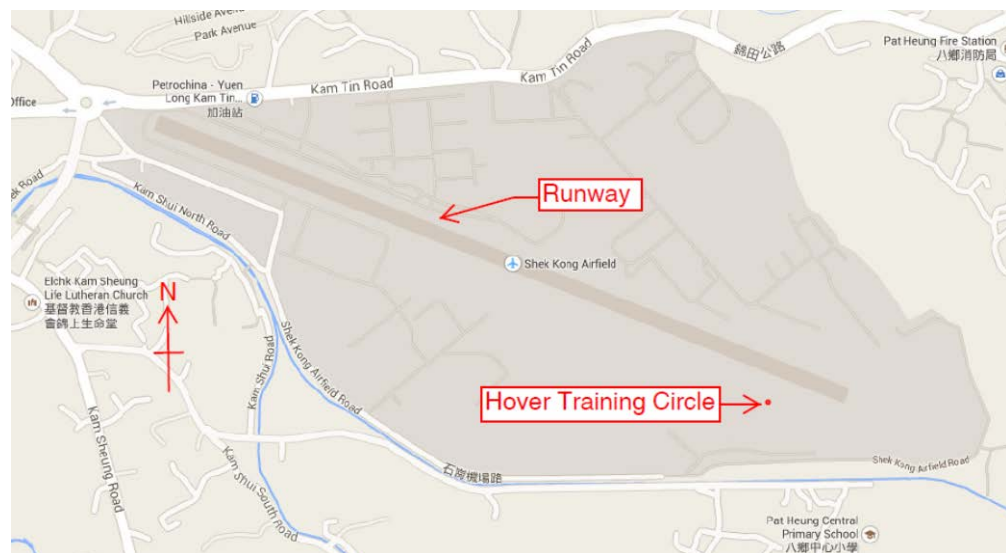 Hillside Avenue
Park Avenue
Office
Petrochina - Yuen
Long Kam Tin...
加油站
Kam Tin Road
Kam Tin Road
錦田公路
Pat Heung Fire Station
八鄉消防局
Runway
Kam Shui North Road
Shek Kong Airfield
Elchk Kam Sheung
Life Lutheran Church
基督教香港信義
會錦上生命堂
N
Kam Shui Road
Shek Kong Airfield Road
Hover Training Circle
Kam Sheung Road
Kam Shui South Road
石崗機場路
Shek Kong Airfield Road
Pat Heung Central
Primary School
八鄉中心小學